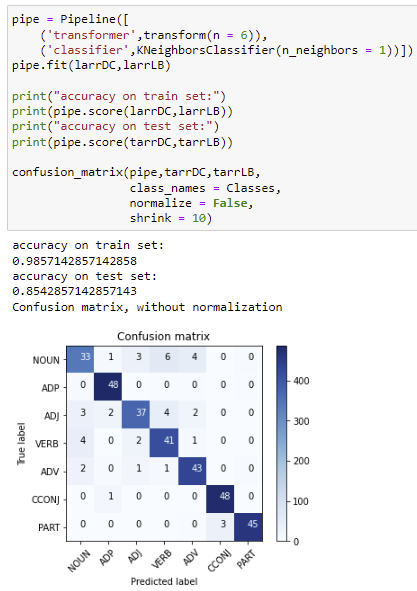 pipe = Pipeline([
    ('transformer',transform(n = 6)),
    ('classifier',KNeighborsClassifier(n_neighbors = 1))])
pipe.fit(larrDC,larrLB)

print("accuracy on train set:")
print(pipe.score(larrDC,larrLB))
print("accuracy on test set:")
print(pipe.score(tarrDC,tarrLB))

confusion_matrix(pipe,tarrDC,tarrLB,
                 class_names = Classes,
                 normalize = False,
                 shrink = 10)
accuracy on train set:
0.9857142857142858
accuracy on test set:
0.8542857142857143
Confusion matrix, without normalization
Confusion matrix
NOUN 33 1 3 6 4 0 0
ADP 0 48 0 0 0 0 0
ADJ 3 2 37 4 2 0 0
VERB 4 0 2 41 1 0 0
ADV 2 0 1 1 43 0 0
CCONJ 0 1 0 0 0 48 0
PART 0 0 0 0 0 3 45
NOUN ADP ADJ VERB ADV CCONJ PART
True label
Predicted label
400
300
200
100
0